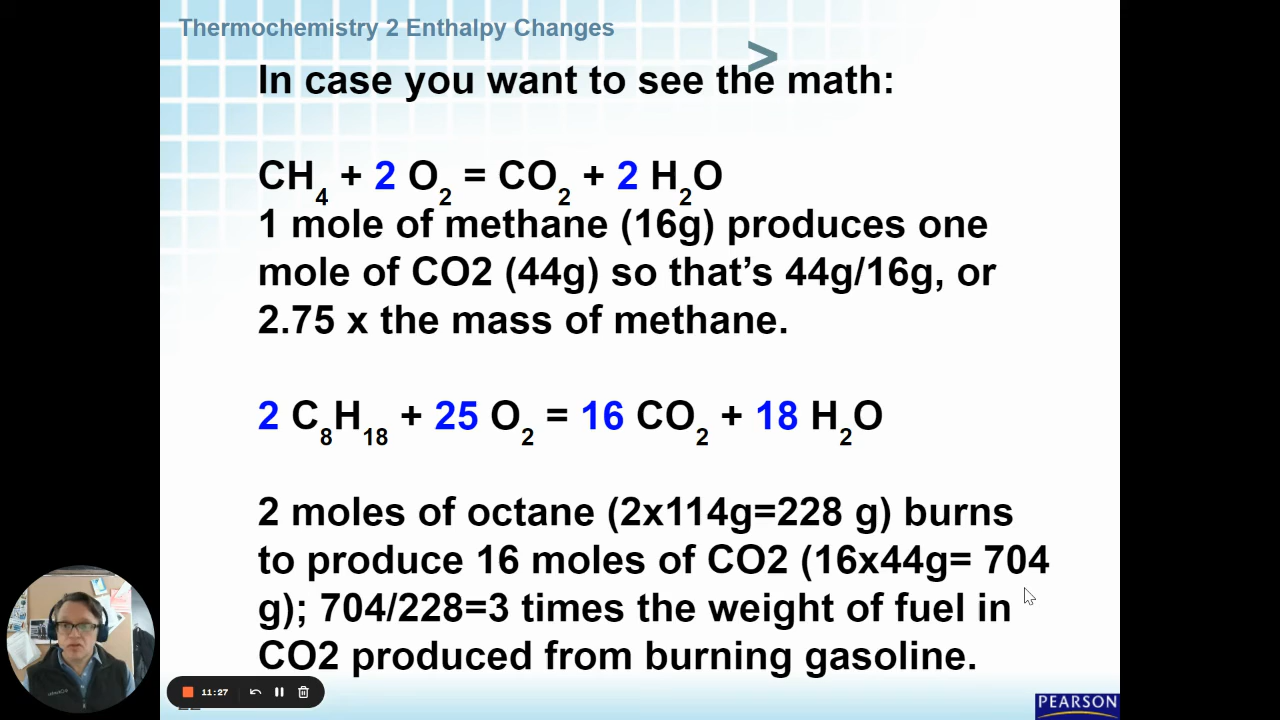 Thermochemistry 2 Enthalpy Changes
>
In case you want to see the math:
CH4 + 2 O2 = CO2 + 2 H2O
1 mole of methane (16g) produces one
mole of CO2 (44g) so that’s 44g/16g, or
2.75 x the mass of methane.
2 C8H18 + 25 O2 = 16 CO2 + 18 H2O
2 moles of octane (2x114g=228 g) burns
to produce 16 moles of CO2 (16x44g= 704
g); 704/228=3 times the weight of fuel in
CO2 produced from burning gasoline.
11:27
PEARSON